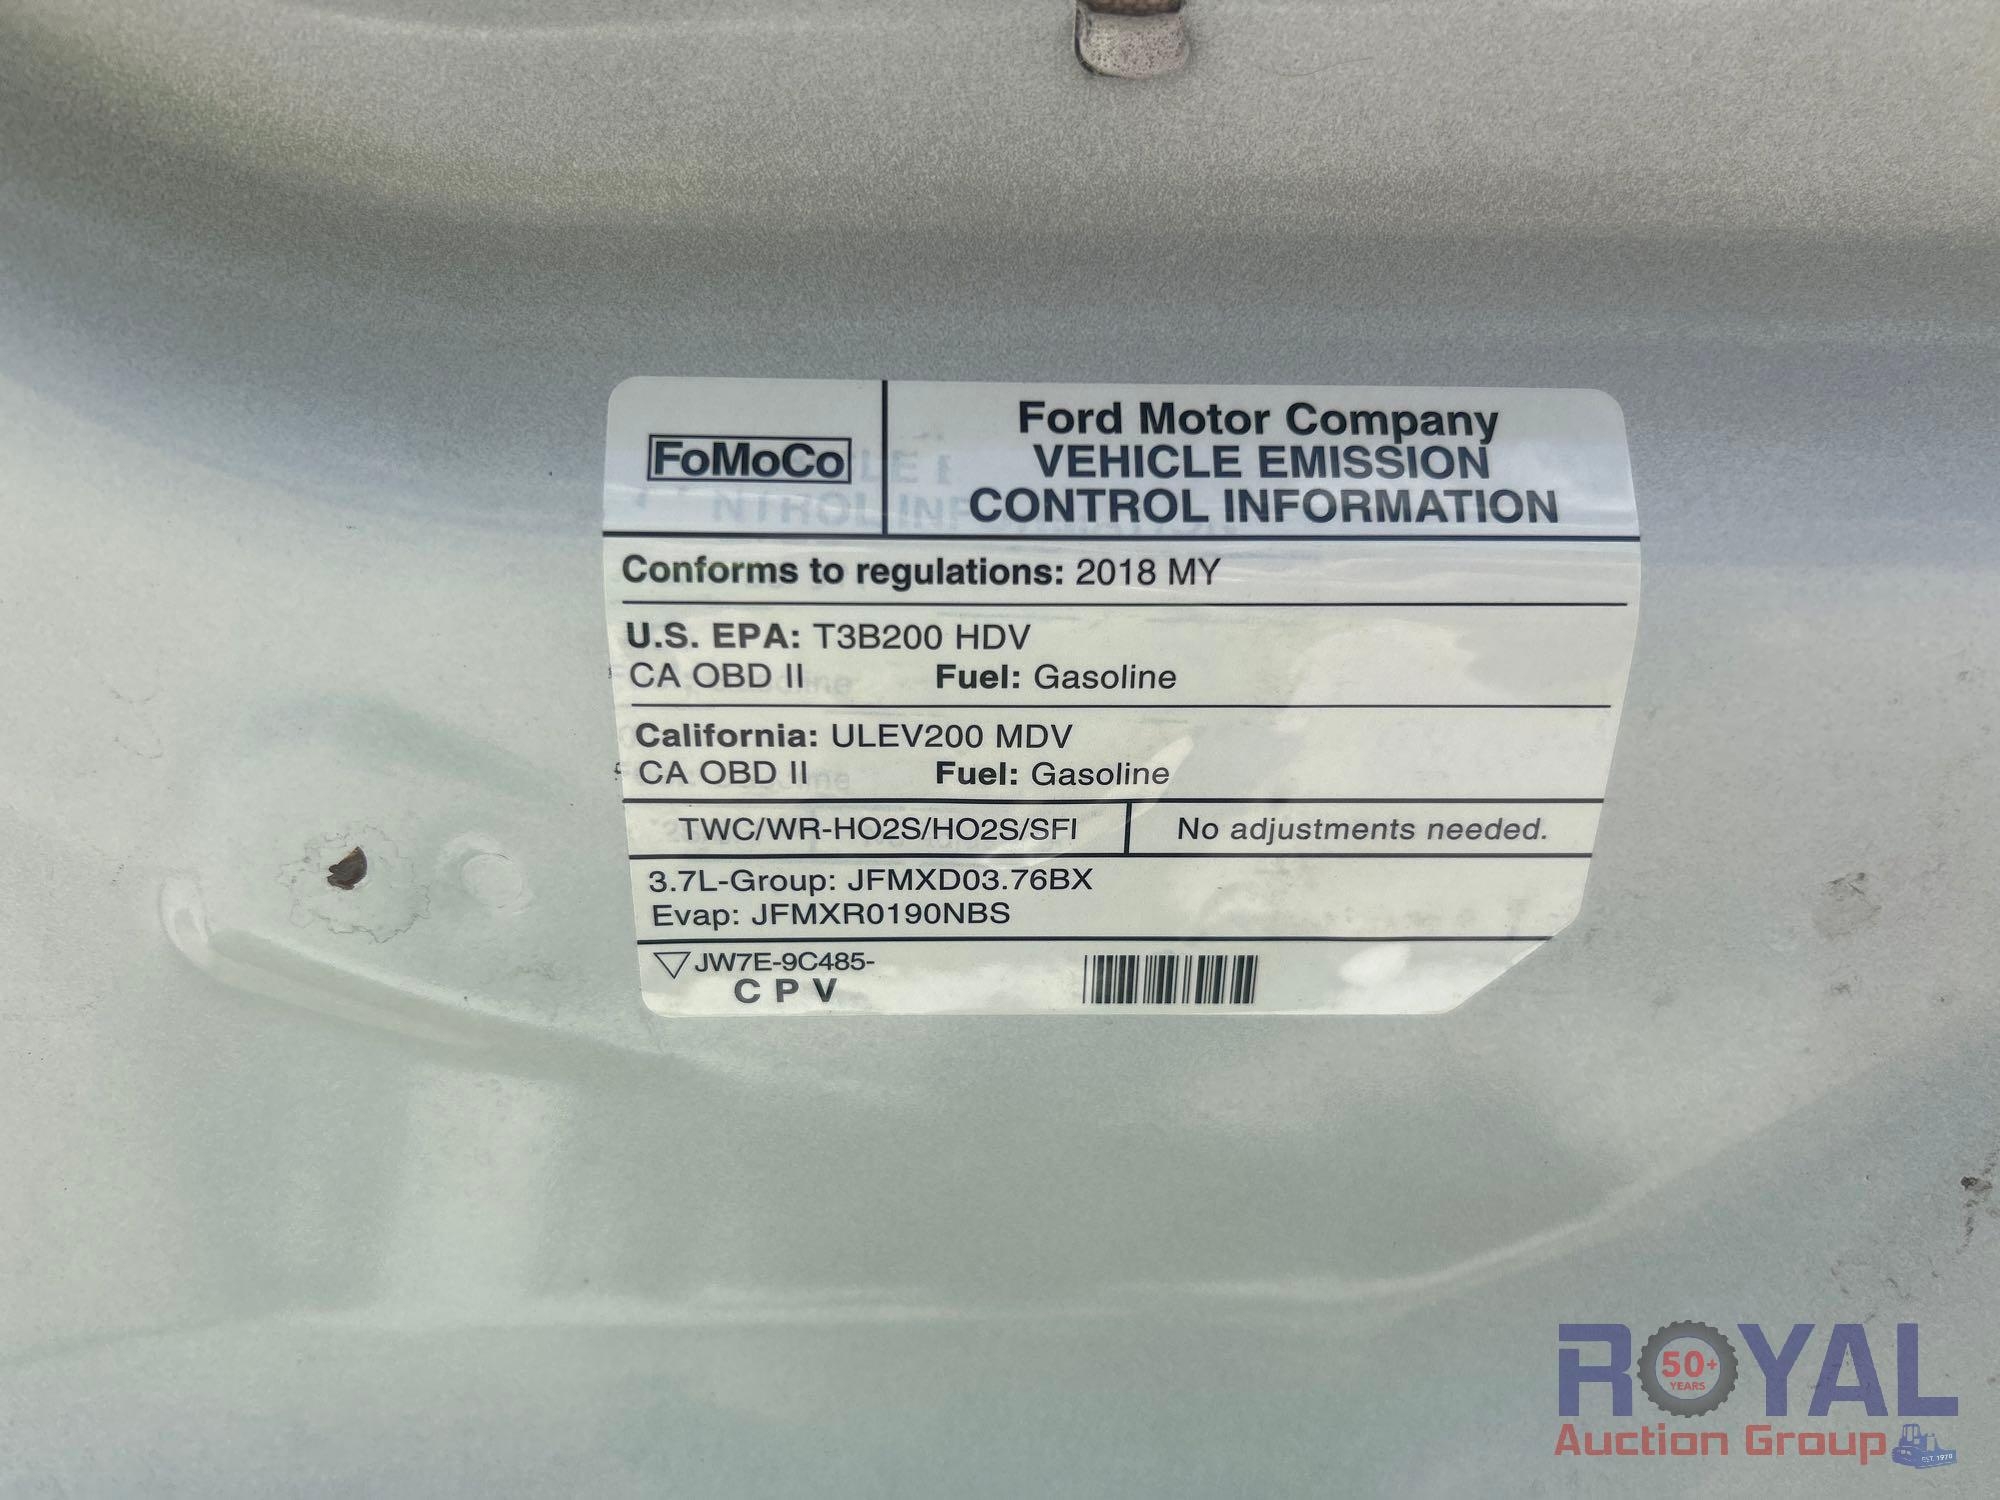 FoMoCo
Ford Motor Company
VEHICLE EMISSION
CONTROL INFORMATION
Conforms to regulations: 2018 MY
U.S. EPA: T3B200 HDV
CA OBD II Fuel: Gasoline
California: ULEV200 MDV
CA OBD II Fuel: Gasoline
TWC/WR-HO2S/HO2S/SFI No adjustments needed.
3.7L-Group: JFMXD03.76BX
Evap: JFMXR0190NBS
JW7E-9C485-
C P V
ROYAL
50+
YEARS
Auction Group
EST. 1970